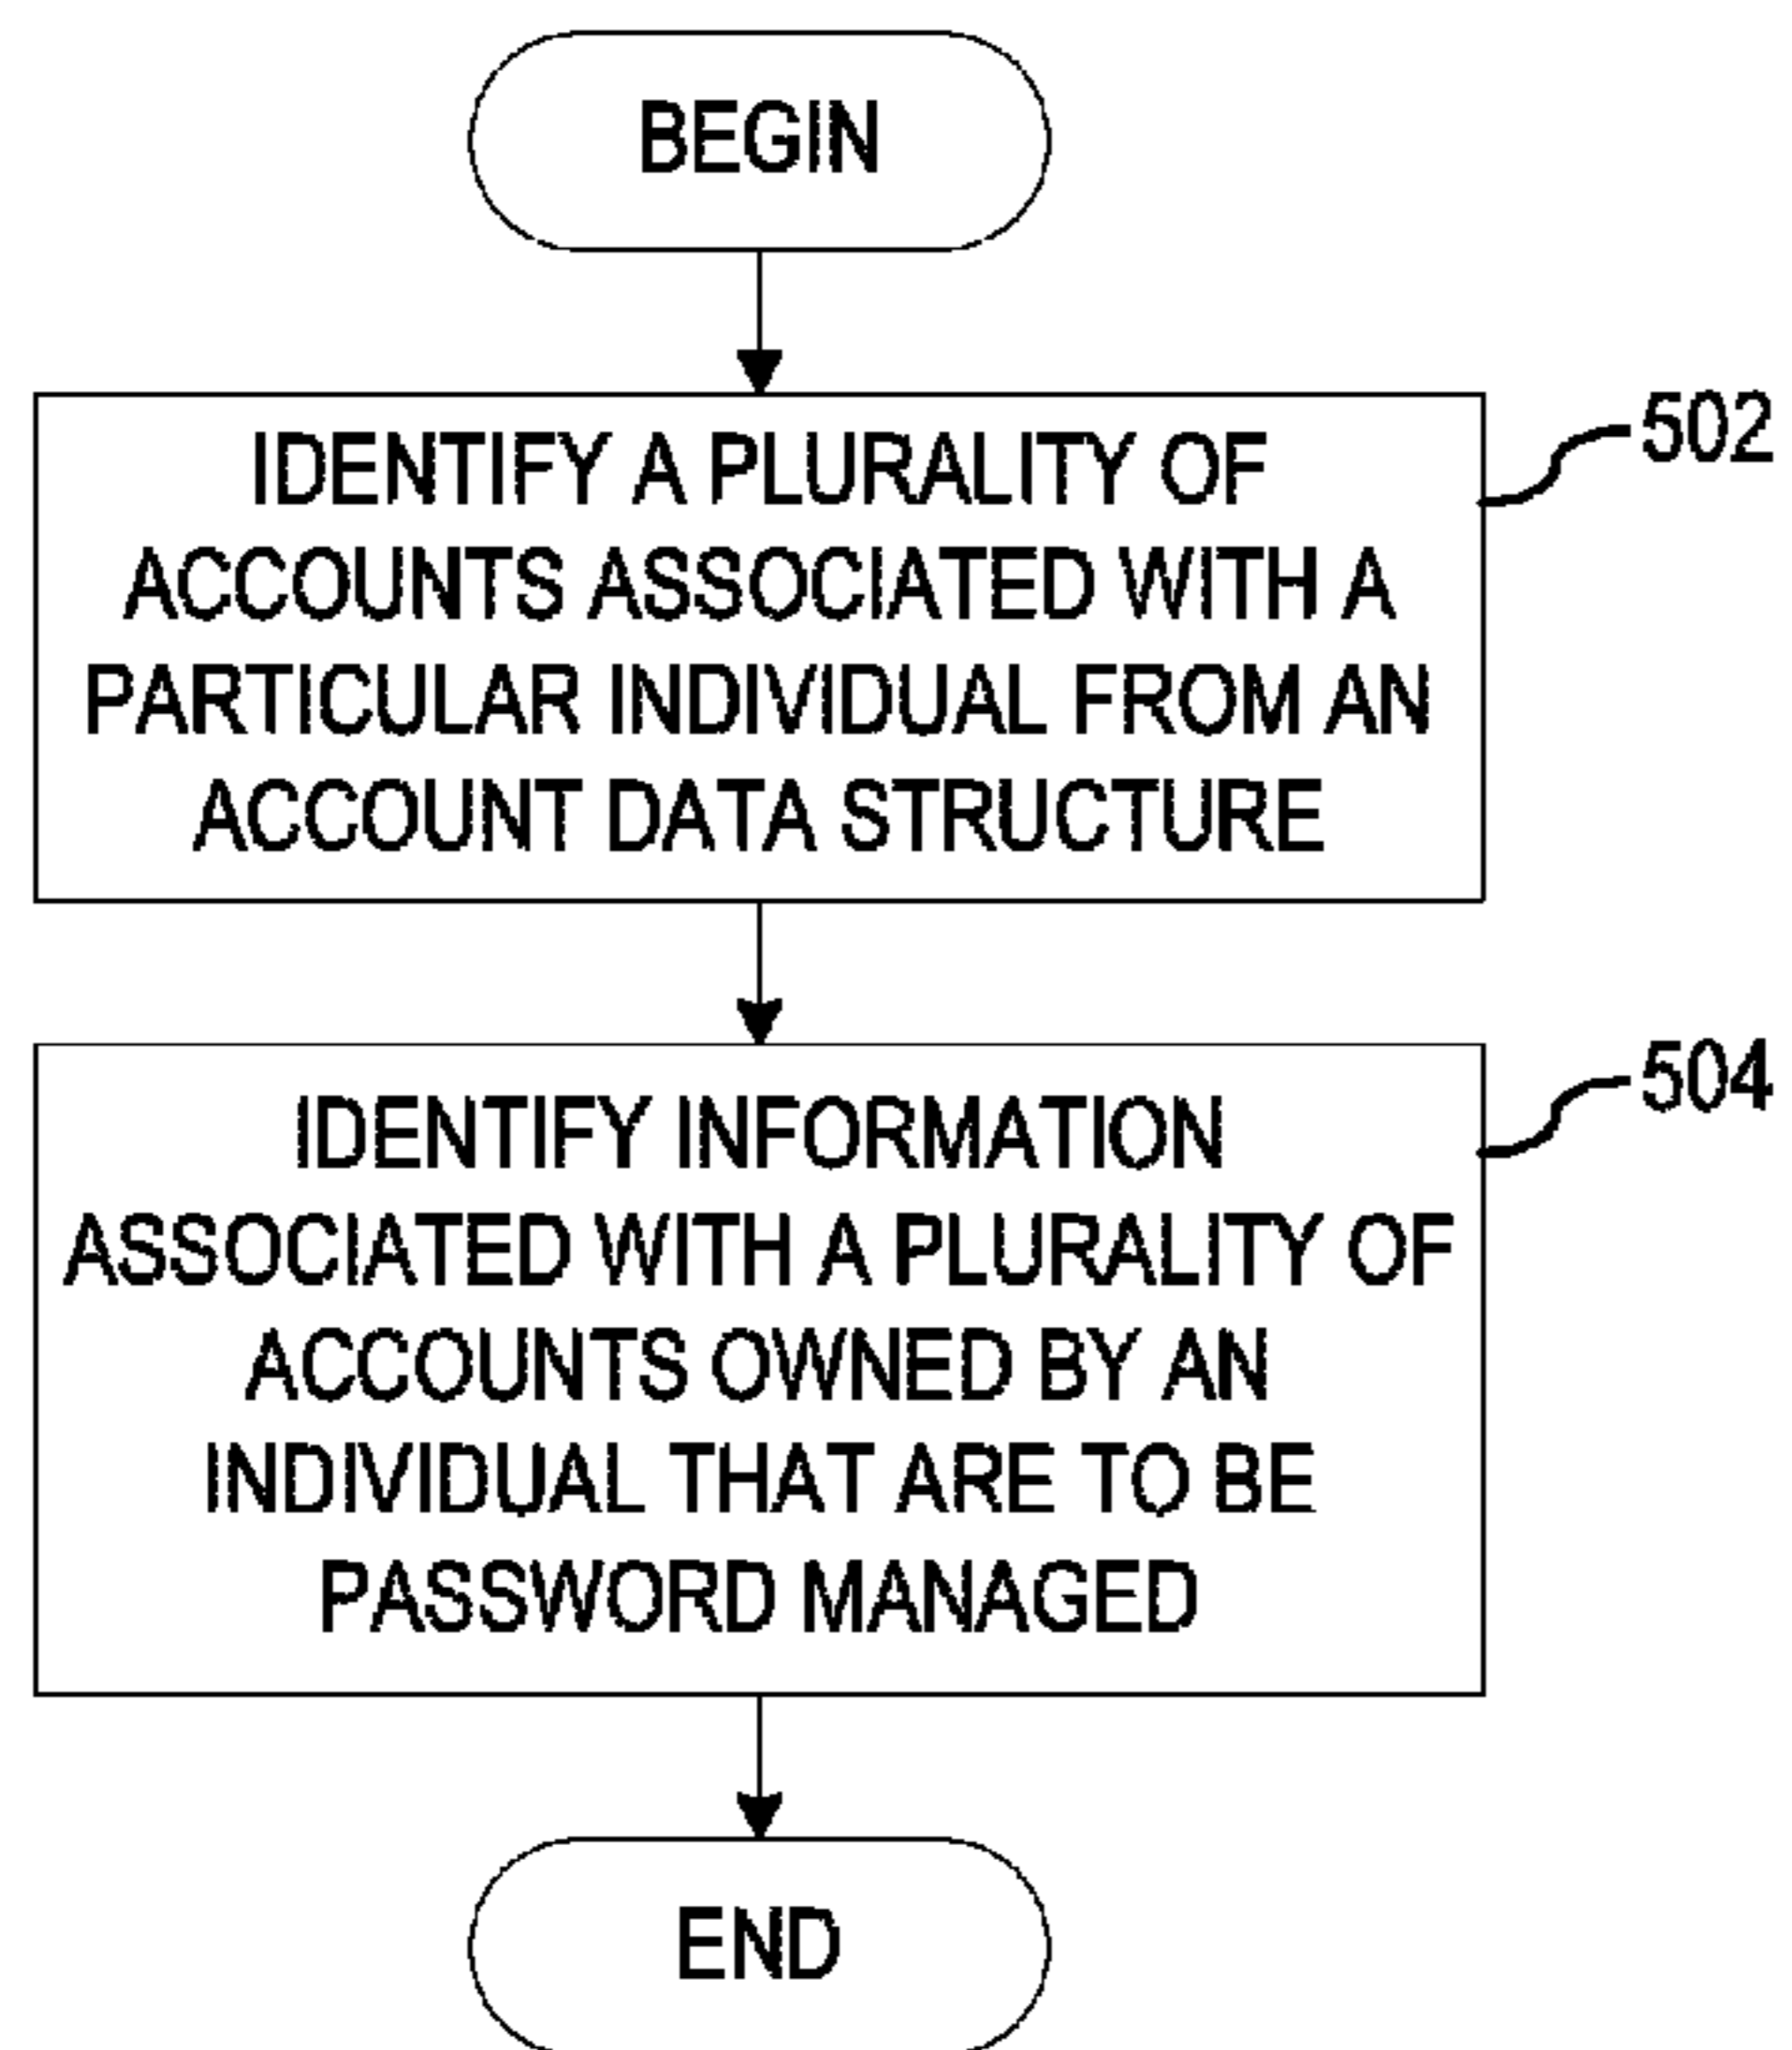 BEGIN
IDENTIFY A PLURALITY OF
ACCOUNTS ASSOCIATED WITH A
PARTICULAR INDIVIDUAL FROM AN
ACCOUNT DATA STRUCTURE
502
IDENTIFY INFORMATION
ASSOCIATED WITH A PLURALITY OF
ACCOUNTS OWNED BY AN
INDIVIDUAL THAT ARE TO BE
PASSWORD MANAGED
504
END